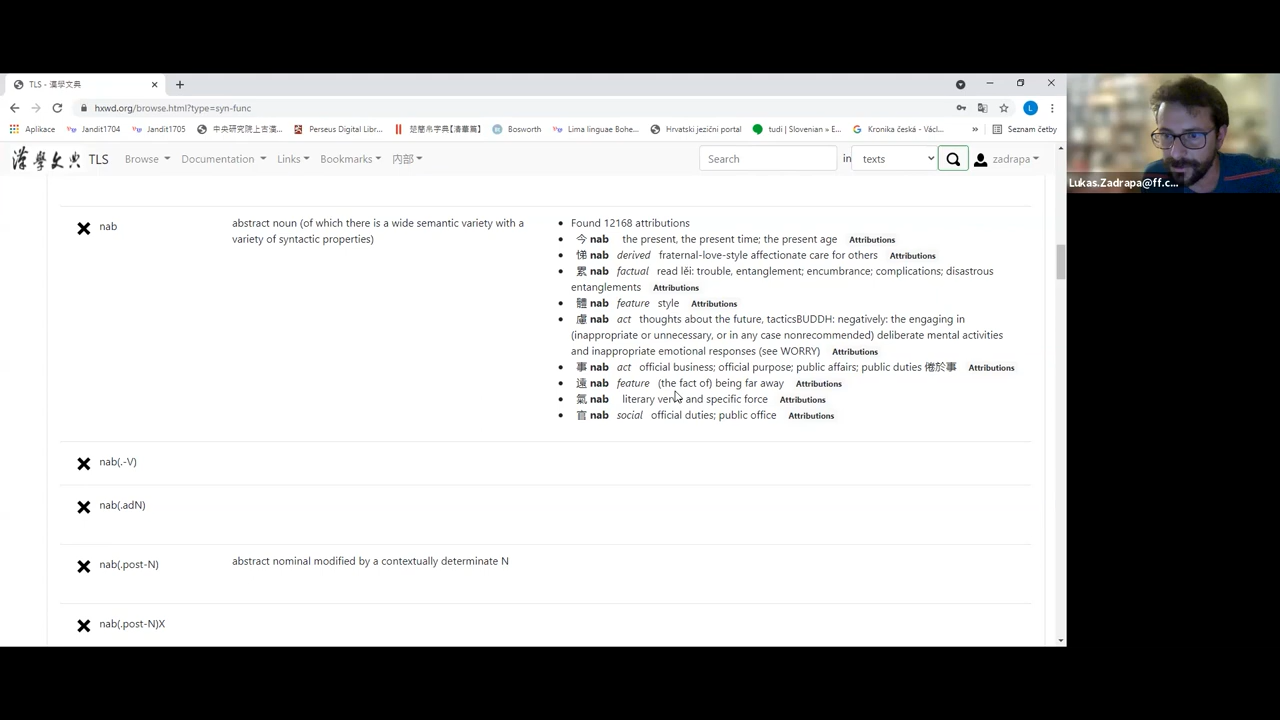 TLS - 漢學文典
hxwd.org/browse.html?type=syn-func
L
Aplikace Jandit1704 Jandit1705 中央研究院上古漢... Perseus Digital Libr... 楚簡帛字典【清華篇】 Bosworth Lima linguae Bohe... Hrvatski jezični portal tudi | Slovenian » E... Kronika česká - Václ... » Seznam četby
漢學文典 TLS Browse Documentation Links Bookmarks 內部 Search in texts zadrapa
Lukas.Zadrapa@ff.c...
nab
abstract noun (of which there is a wide semantic variety with a
variety of syntactic properties)
Found 12168 attributions
今 nab the present, the present time; the present age Attributions
悌 nab derived fraternal-love-style affectionate care for others Attributions
累 nab factual read lěi: trouble, entanglement; encumbrance; complications; disastrous
entanglements Attributions
體 nab feature style Attributions
慮 nab act thoughts about the future, tacticsBUDDH: negatively: the engaging in
(inappropriate or unnecessary, or in any case nonrecommended) deliberate mental activities
and inappropriate emotional responses (see WORRY) Attributions
事 nab act official business; official purpose; public affairs; public duties 倦於事 Attributions
遠 nab feature (the fact of) being far away Attributions
氣 nab literary verve and specific force Attributions
官 nab social official duties; public office Attributions
nab(.-V)
nab(.adN)
nab(.post-N)
abstract nominal modified by a contextually determinate N
nab(.post-N)X